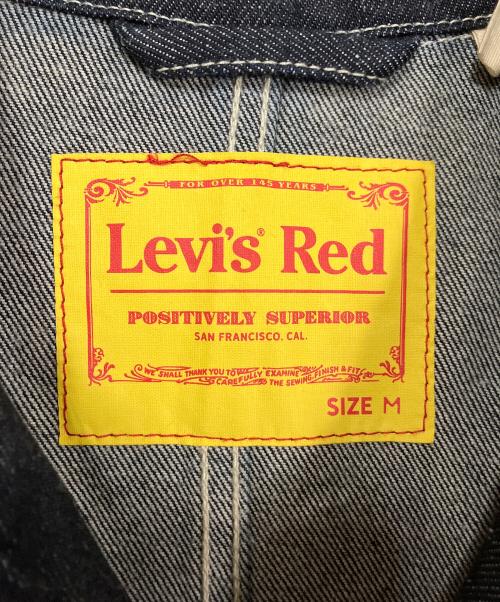 FOR OVER 145 YEARS
Levi's® Red
POSITIVELY SUPERIOR
SAN FRANCISCO, CAL.
WE SHALL THANK YOU TO
CAREFULLY EXAMINE
THE SEWING, FINISH & FIT
SIZE M